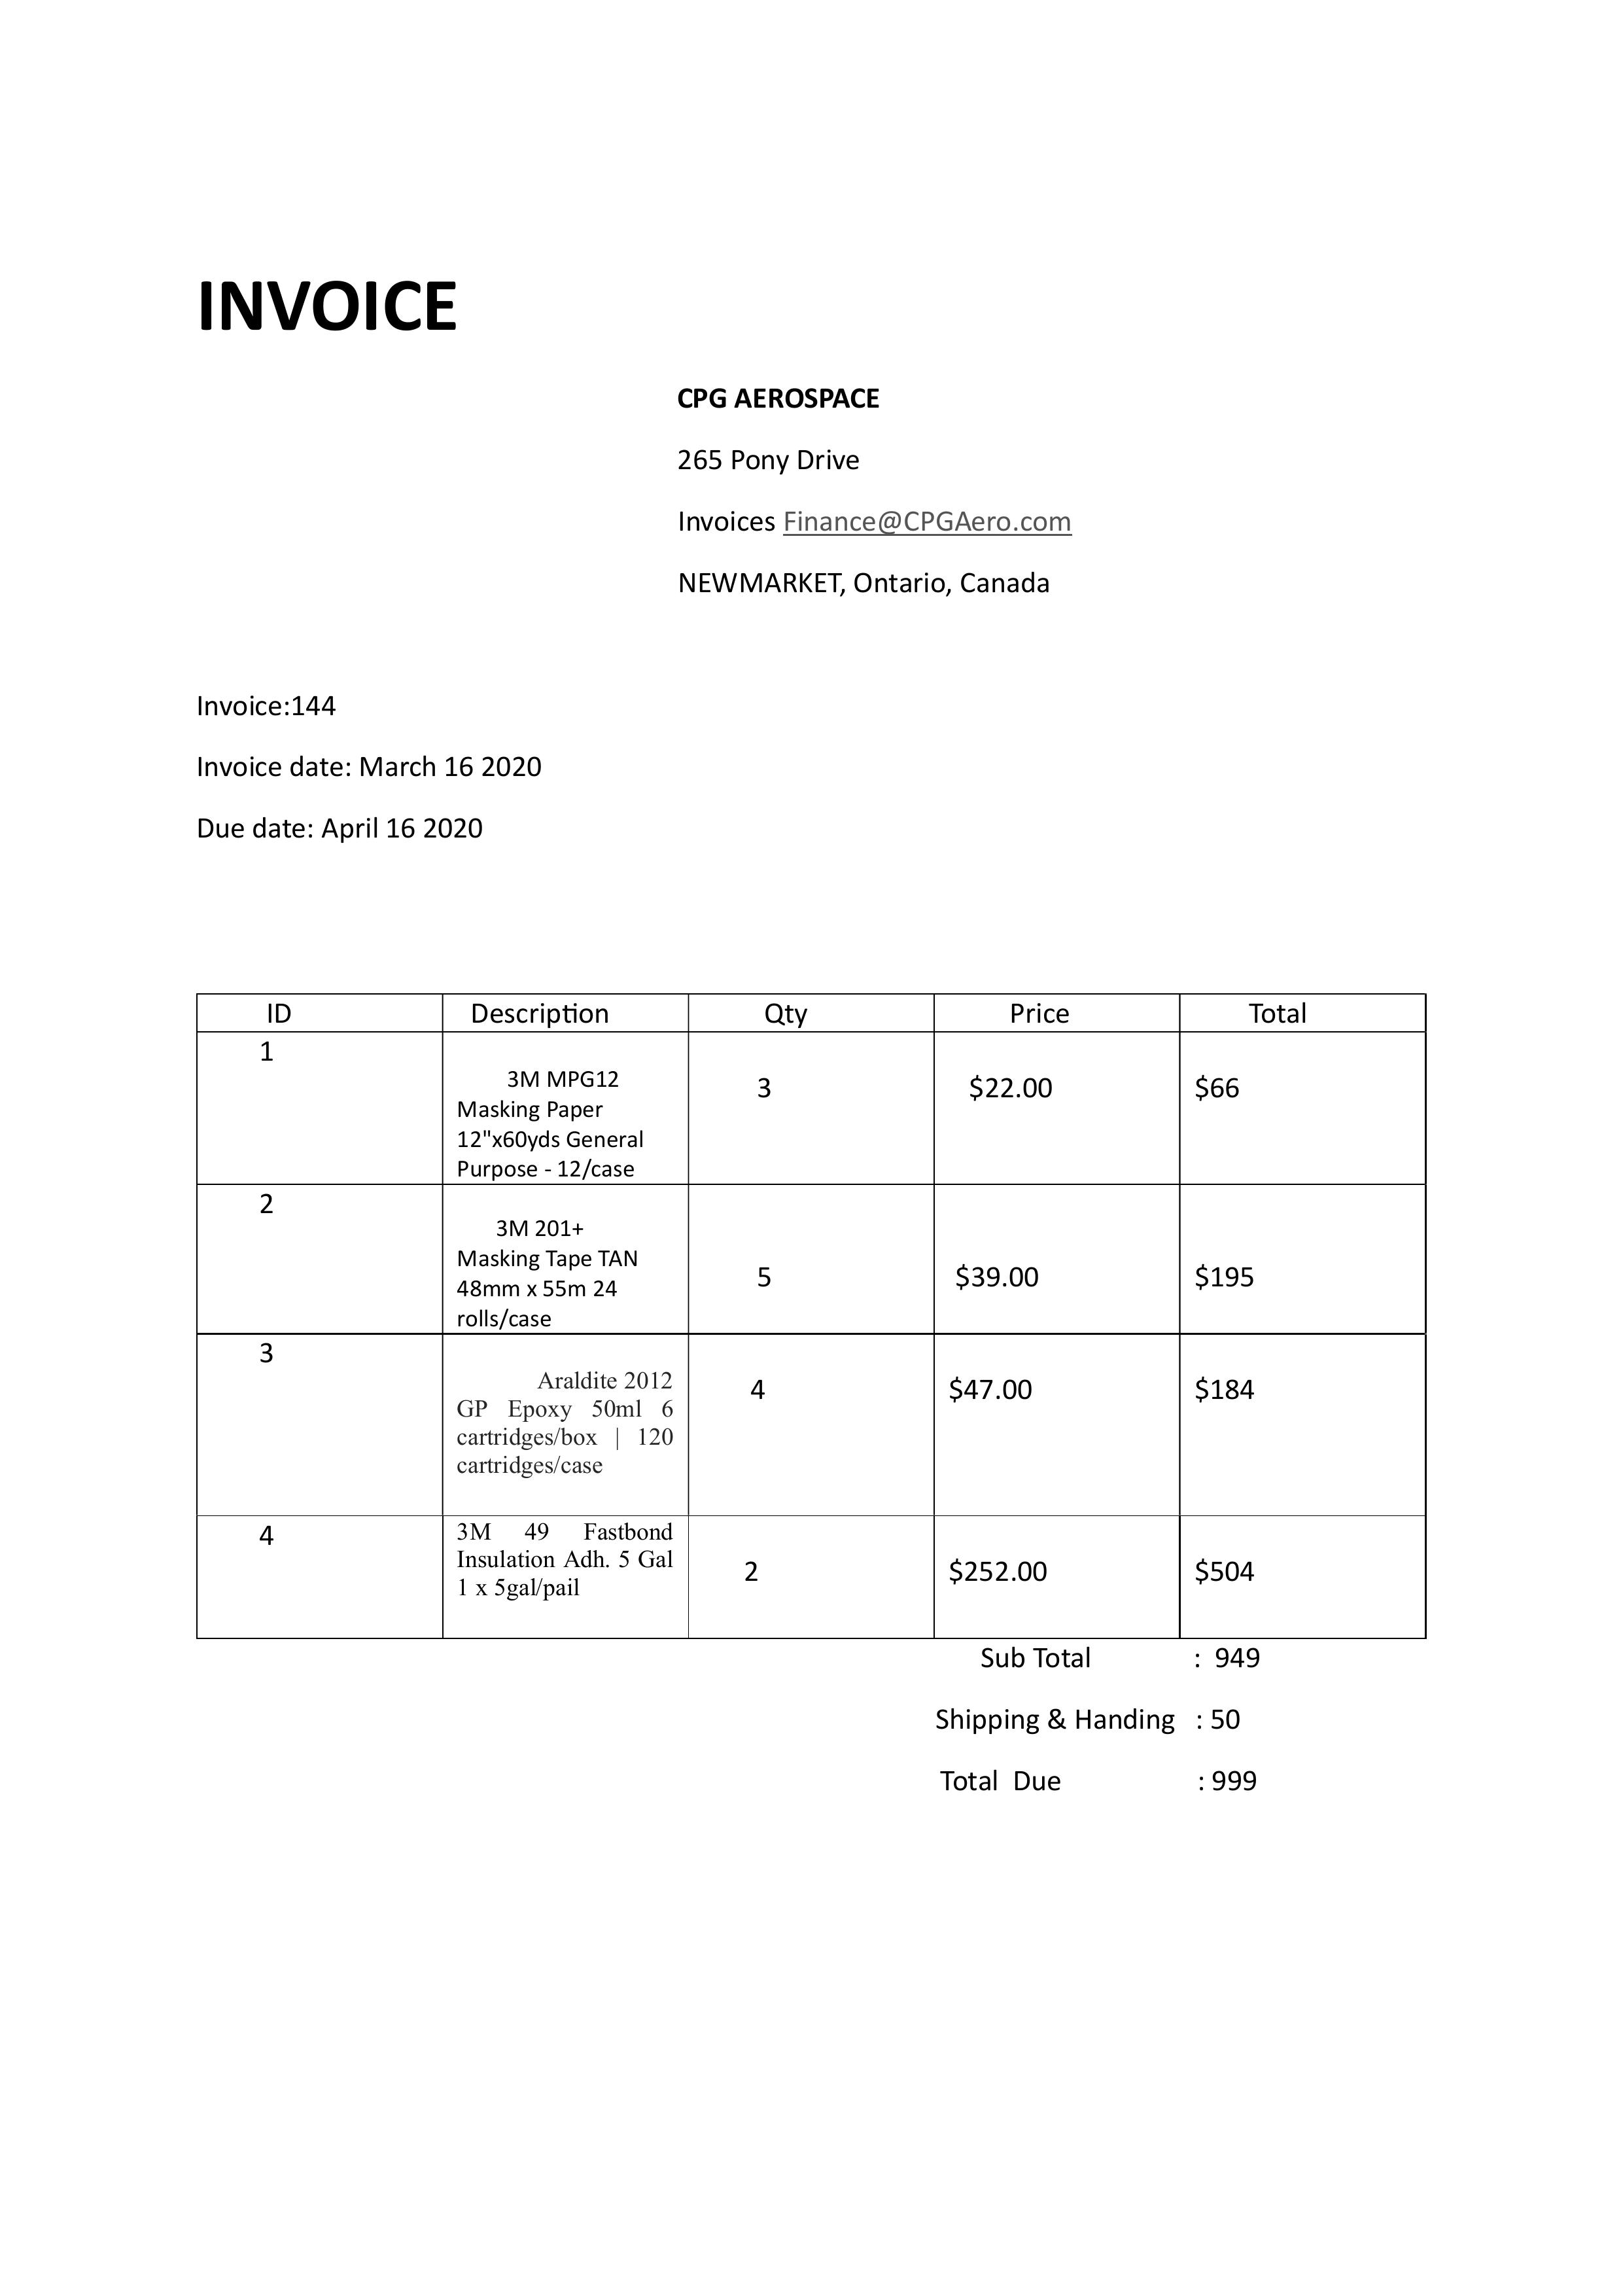 INVOICE
CPG AEROSPACE
265 Pony Drive
Invoices Finance@CPGAero.com
NEWMARKET, Ontario, Canada
Invoice:144
Invoice date: March 16 2020
Due date: April 16 2020
ID Description Qty Price Total
1
3M MPG12
Masking Paper
12"x60yds General
Purpose - 12/case
3 $22.00 $66
2
3M 201+
Masking Tape TAN
48mm x 55m 24
rolls/case
5 $39.00 $195
3
Araldite 2012
GP Epoxy 50ml 6
cartridges/box | 120
cartridges/case
4 $47.00 $184
4
3M 49 Fastbond
Insulation Adh. 5 Gal
1 x 5gal/pail
2 $252.00 $504
Sub Total : 949
Shipping & Handing : 50
Total Due : 999